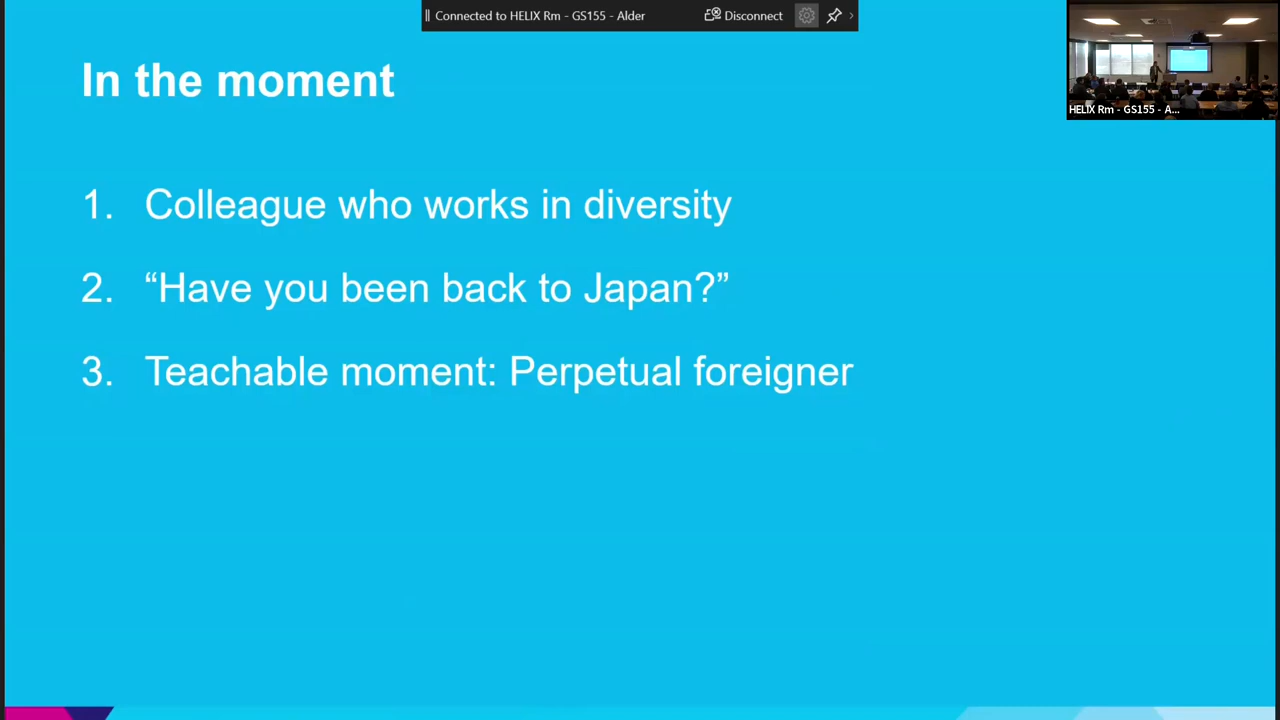 Connected to HELIX Rm - GS155 - Alder
Disconnect
In the moment
HELIX Rm - GS155 - A...
1. Colleague who works in diversity
2. “Have you been back to Japan?”
3. Teachable moment: Perpetual foreigner